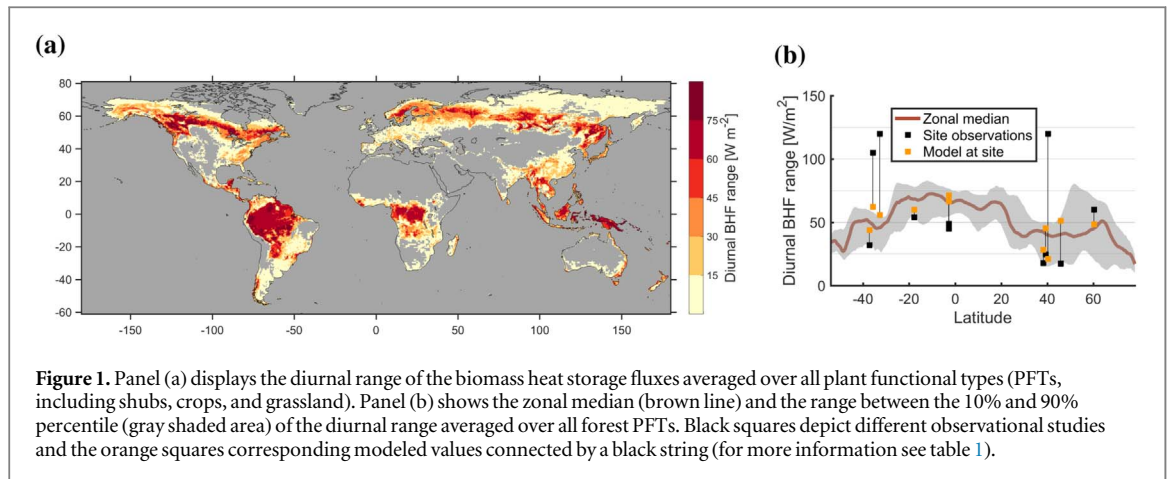 (a)
80
60
40
20
0
-20
-40
-60
-150
-100
-50
0
50
100
150
75
60
45
30
15
Diurnal BHF range [W m⁻²]
(b)
150
100
50
0
Diurnal BHF range [W/m²]
Zonal median
Site observations
Model at site
-40
-20
0
20
40
60
Latitude
Figure 1. Panel (a) displays the diurnal range of the biomass heat storage fluxes averaged over all plant functional types (PFTs,
including shubs, crops, and grassland). Panel (b) shows the zonal median (brown line) and the range between the 10% and 90%
percentile (gray shaded area) of the diurnal range averaged over all forest PFTs. Black squares depict different observational studies
and the orange squares corresponding modeled values connected by a black string (for more information see table 1).